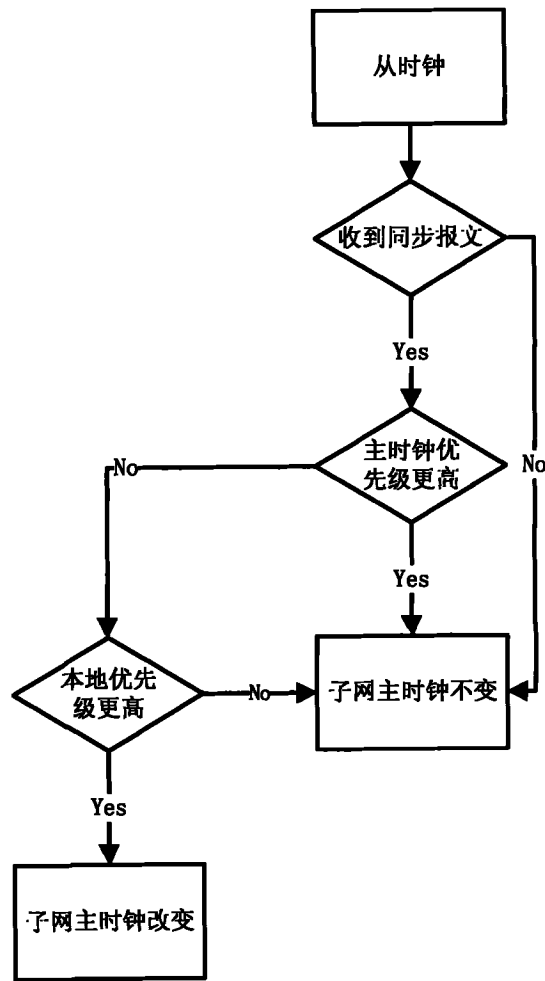 从时钟
收到同步报文
Yes
主时钟优
先级更高
No
No
Yes
本地优先
级更高
No
子网主时钟不变
Yes
子网主时钟改变